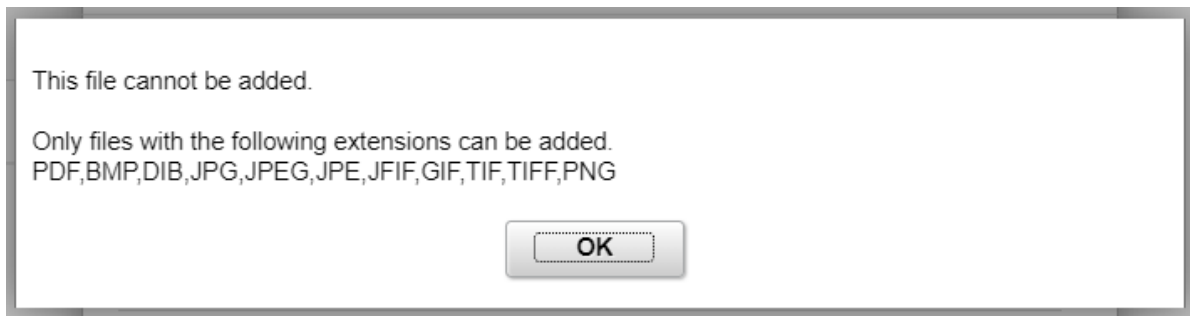 This file cannot be added.
Only files with the following extensions can be added.
PDF,BMP,DIB,JPG,JPEG,JPE,JFIF,GIF,TIF,TIFF,PNG
OK